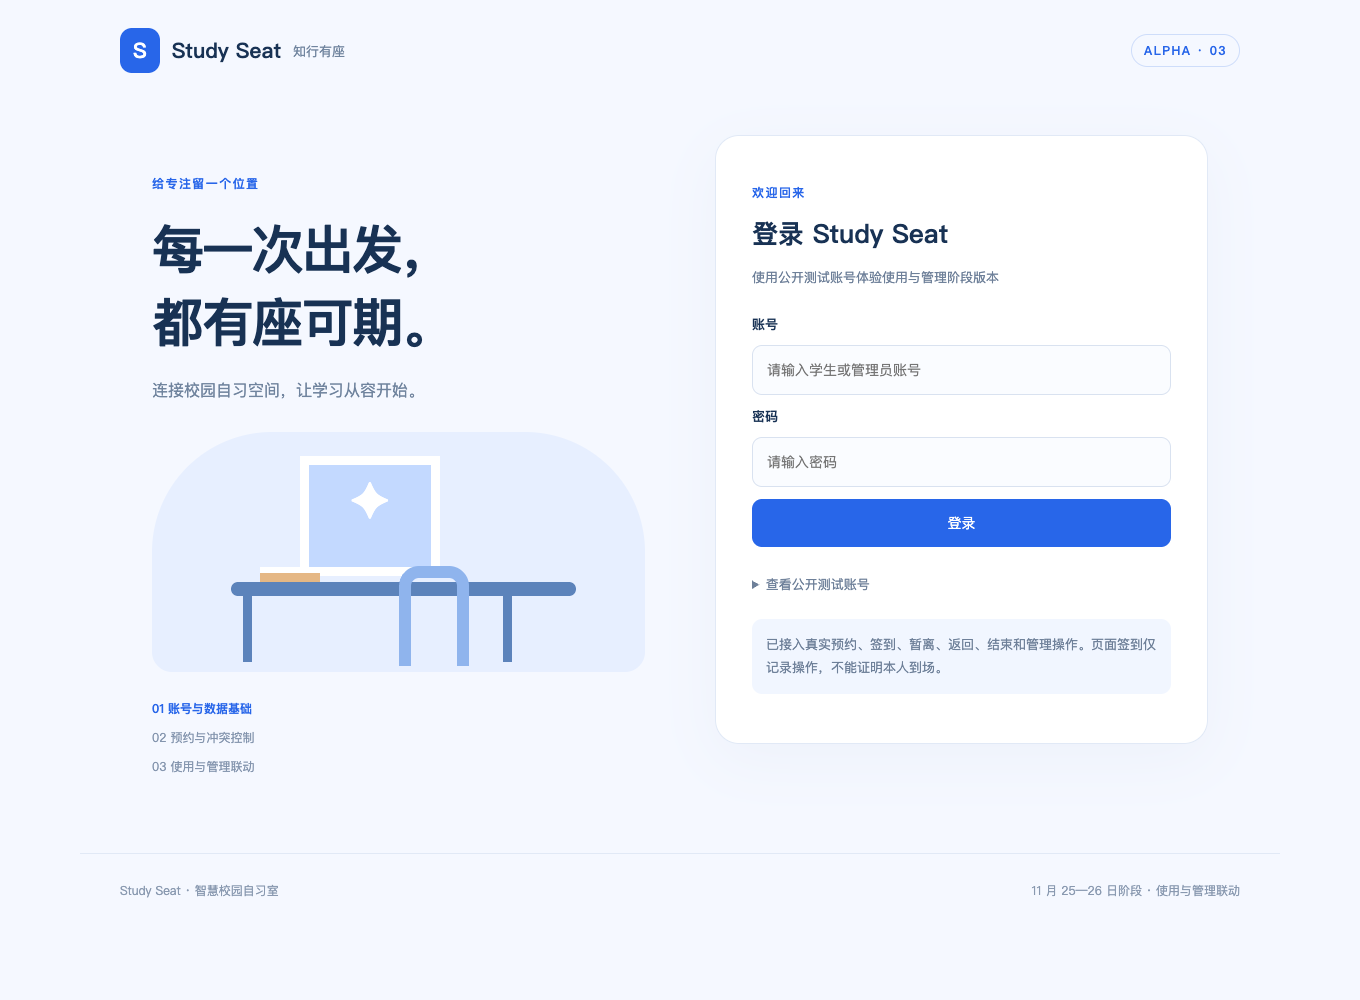 S Study Seat 知行有座
ALPHA · 03
给专注留一个位置
每一次出发，
都有座可期。
连接校园自习空间，让学习从容开始。
01 账号与数据基础
02 预约与冲突控制
03 使用与管理联动
欢迎回来
登录 Study Seat
使用公开测试账号体验使用与管理阶段版本
账号
请输入学生或管理员账号
密码
请输入密码
登录
查看公开测试账号
已接入真实预约、签到、暂离、返回、结束和管理操作。页面签到仅
记录操作，不能证明本人到场。
Study Seat · 智慧校园自习室
11 月 25—26 日阶段 · 使用与管理联动